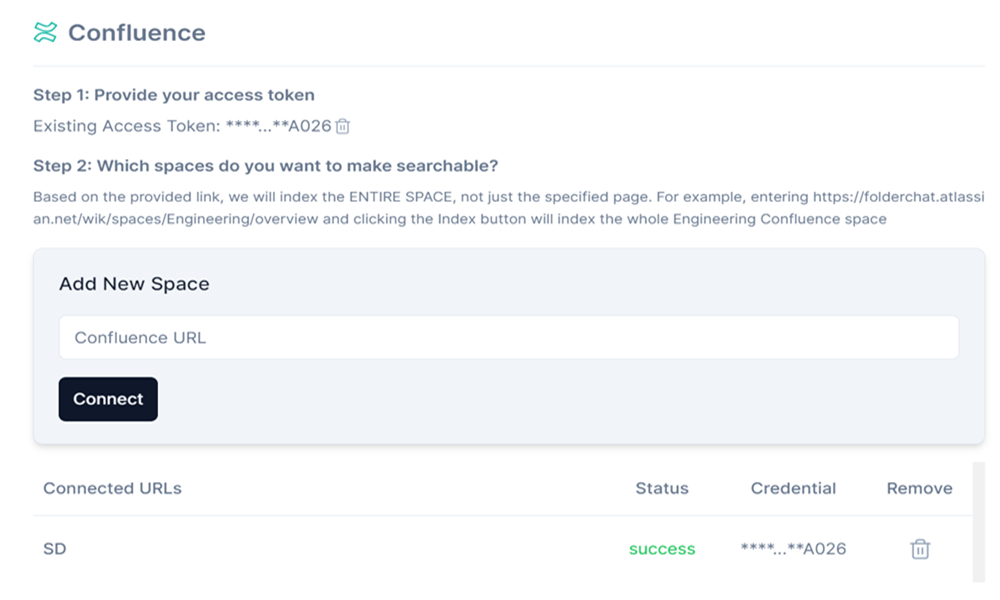 Confluence
Step 1: Provide your access token
Existing Access Token: ****...**A026
Step 2: Which spaces do you want to make searchable?
Based on the provided link, we will index the ENTIRE SPACE, not just the specified page. For example, entering https://folderchat.atlassi
an.net/wik/spaces/Engineering/overview and clicking the Index button will index the whole Engineering Confluence space
Add New Space
Confluence URL
Connect
Connected URLs Status Credential Remove
SD success ****...**A026